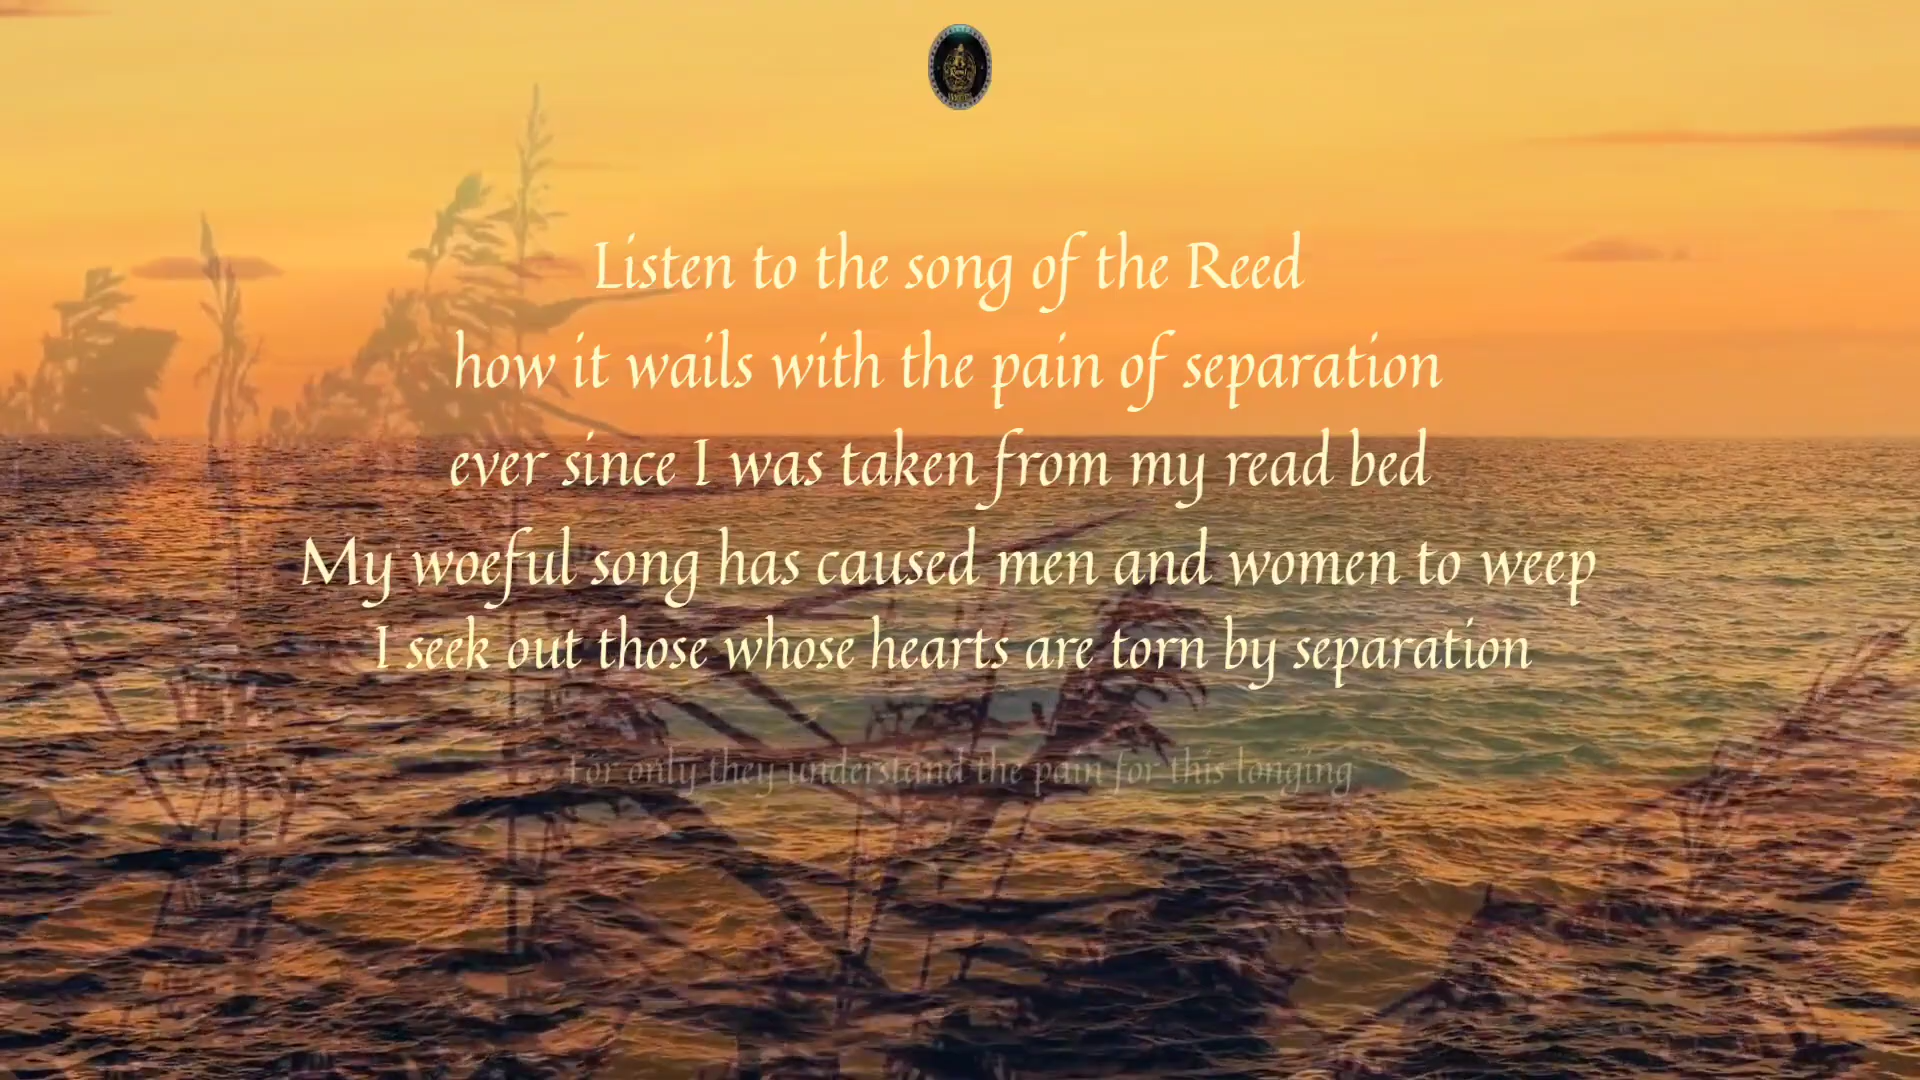 Listen to the song of the Reed
how it wails with the pain of separation
ever since I was taken from my read bed
My woeful song has caused men and women to weep
I seek out those whose hearts are torn by separation
For only they understand the pain for this longing